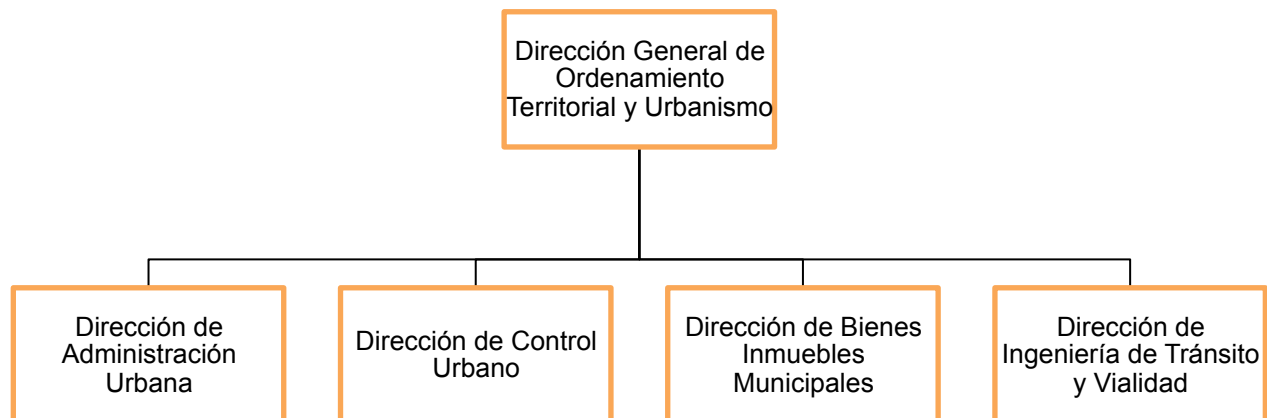 Dirección General de
Ordenamiento
Territorial y Urbanismo
Dirección de
Administración
Urbana
Dirección de Control
Urbano
Dirección de Bienes
Inmuebles
Municipales
Dirección de
Ingeniería de Tránsito
y Vialidad